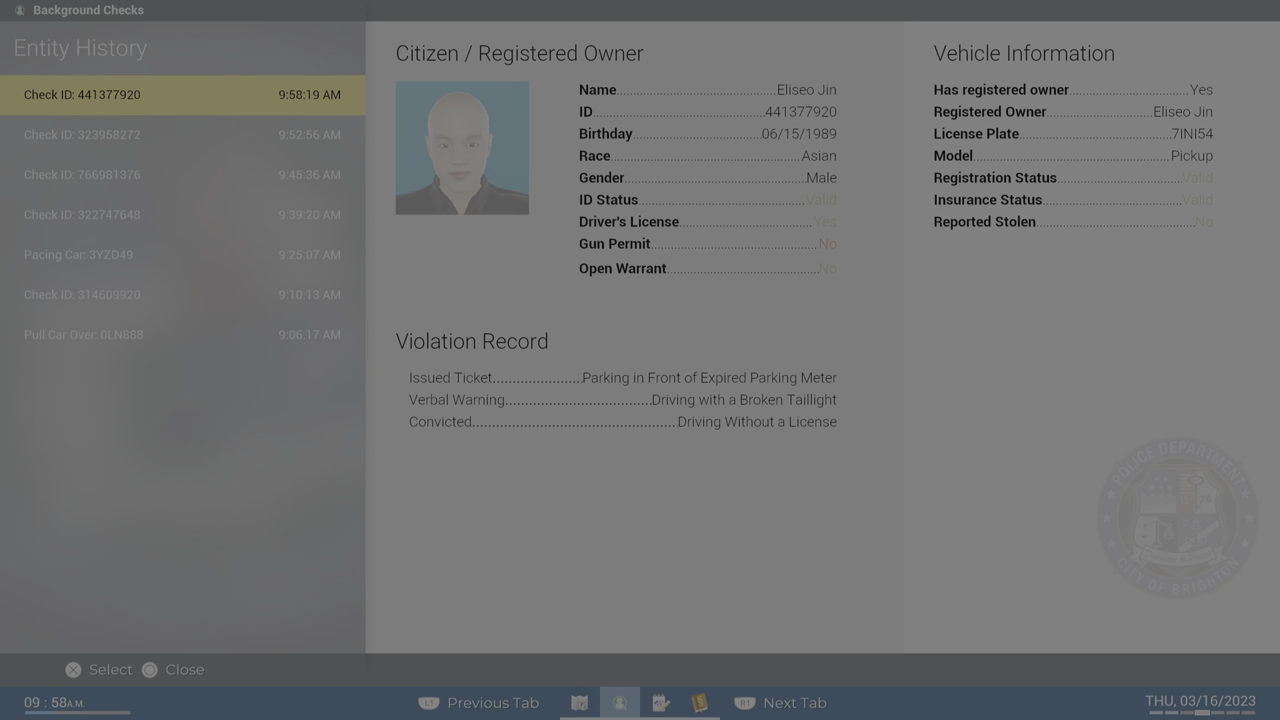 Background Checks
Entity History
Check ID: 441377920 9:58:19 AM
Check ID: 323958272 9:52:56 AM
Check ID: 766981376 9:45:36 AM
Check ID: 322747648 9:39:20 AM
Pacing Car: 3YZD49 9:25:07 AM
Check ID: 314609920 9:10:13 AM
Pull Car Over: 0LN888 9:06:17 AM
Citizen / Registered Owner
Name Eliseo Jin
ID 441377920
Birthday 06/15/1989
Race Asian
Gender Male
ID Status Valid
Driver's License Yes
Gun Permit No
Open Warrant No
Violation Record
Issued Ticket Parking in Front of Expired Parking Meter
Verbal Warning Driving with a Broken Taillight
Convicted Driving Without a License
Vehicle Information
Has registered owner Yes
Registered Owner Eliseo Jin
License Plate 7INI54
Model Pickup
Registration Status Valid
Insurance Status Valid
Reported Stolen No
POLICE DEPARTMENT
CITY OF BRIGHTON
Select Close
09 : 58 A.M.
L1 Previous Tab
R1 Next Tab
THU, 03/16/2023